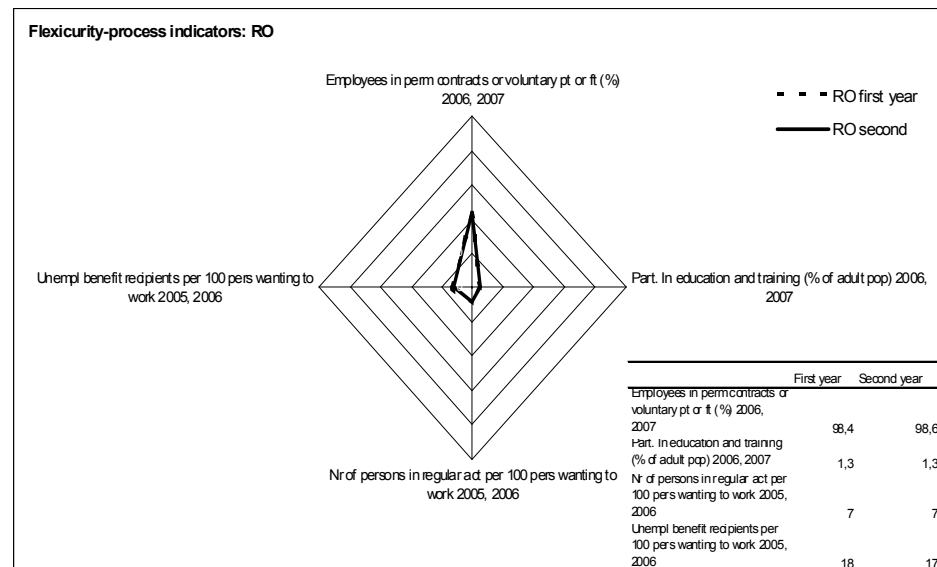 Flexicurity-process indicators: RO
Employees in perm contracts or voluntary pt or ft (%)
2006, 2007
RO first year
RO second
Unempl benefit recipients per 100 pers wanting to
work 2005, 2006
Part. In education and training (% of adult pop) 2006,
2007
Nr of persons in regular act per 100 pers wanting to
work 2005, 2006
First year Second year
Employees in perm contracts or
voluntary pt or ft (%) 2006,
2007 98,4 98,6
Part. In education and training
(% of adult pop) 2006, 2007 1,3 1,3
Nr of persons in regular act per
100 pers wanting to work 2005,
2006 7 7
Unempl benefit recipients per
100 pers wanting to work 2005,
2006 18 17